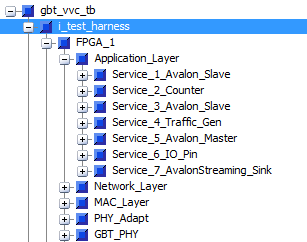 gbt_vvc_tb
i_test_harness
FPGA_1
Application_Layer
Service_1_Avalon_Slave
Service_2_Counter
Service_3_Avalon_Slave
Service_4_Traffic_Gen
Service_5_Avalon_Master
Service_6_IO_Pin
Service_7_AvalonStreaming_Sink
Network_Layer
MAC_Layer
PHY_Adapt
GBT_PHY